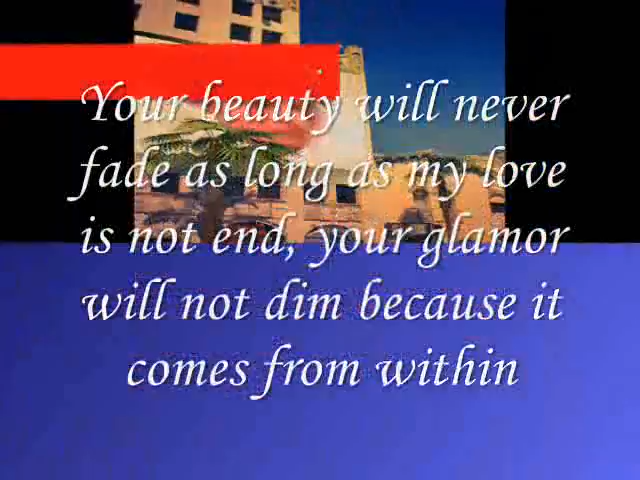 Your beauty will never
fade as long as my love
is not end, your glamor
will not dim because it
comes from within